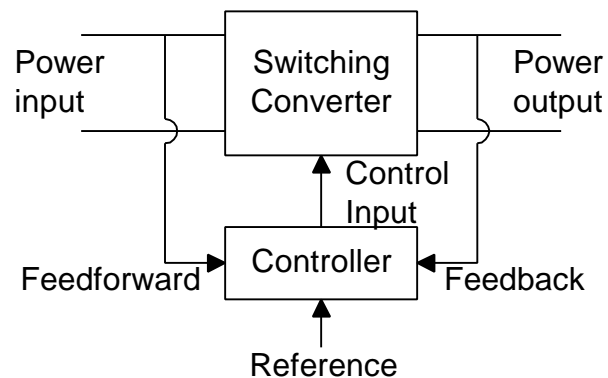 Power
input
Switching
Converter
Power
output
Control
Input
Controller
Feedforward
Feedback
Reference